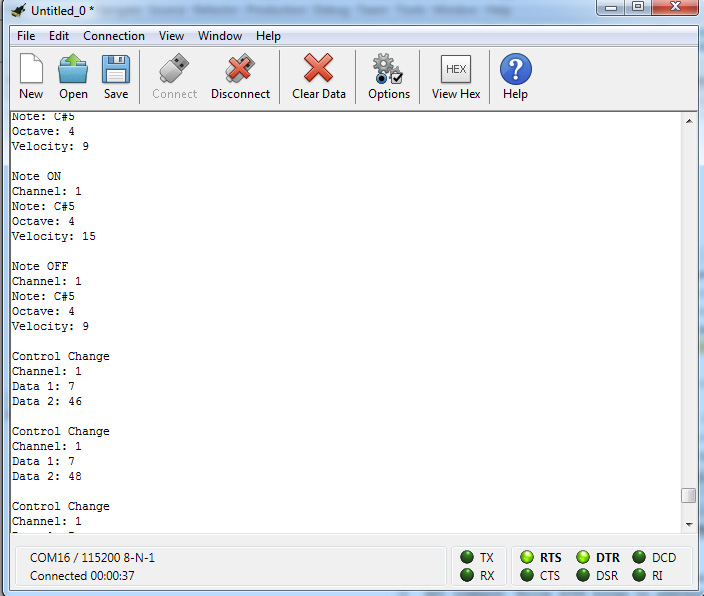 Untitled_0 *
File Edit Connection View Window Help
HEX
New Open Save Connect Disconnect Clear Data Options View Hex Help
Note: C#5
Octave: 4
Velocity: 9
Note ON
Channel: 1
Note: C#5
Octave: 4
Velocity: 15
Note OFF
Channel: 1
Note: C#5
Octave: 4
Velocity: 9
Control Change
Channel: 1
Data 1: 7
Data 2: 46
Control Change
Channel: 1
Data 1: 7
Data 2: 48
Control Change
Channel: 1
COM16 / 115200 8-N-1
Connected 00:00:37
TX RTS DTR DCD
RX CTS DSR RI